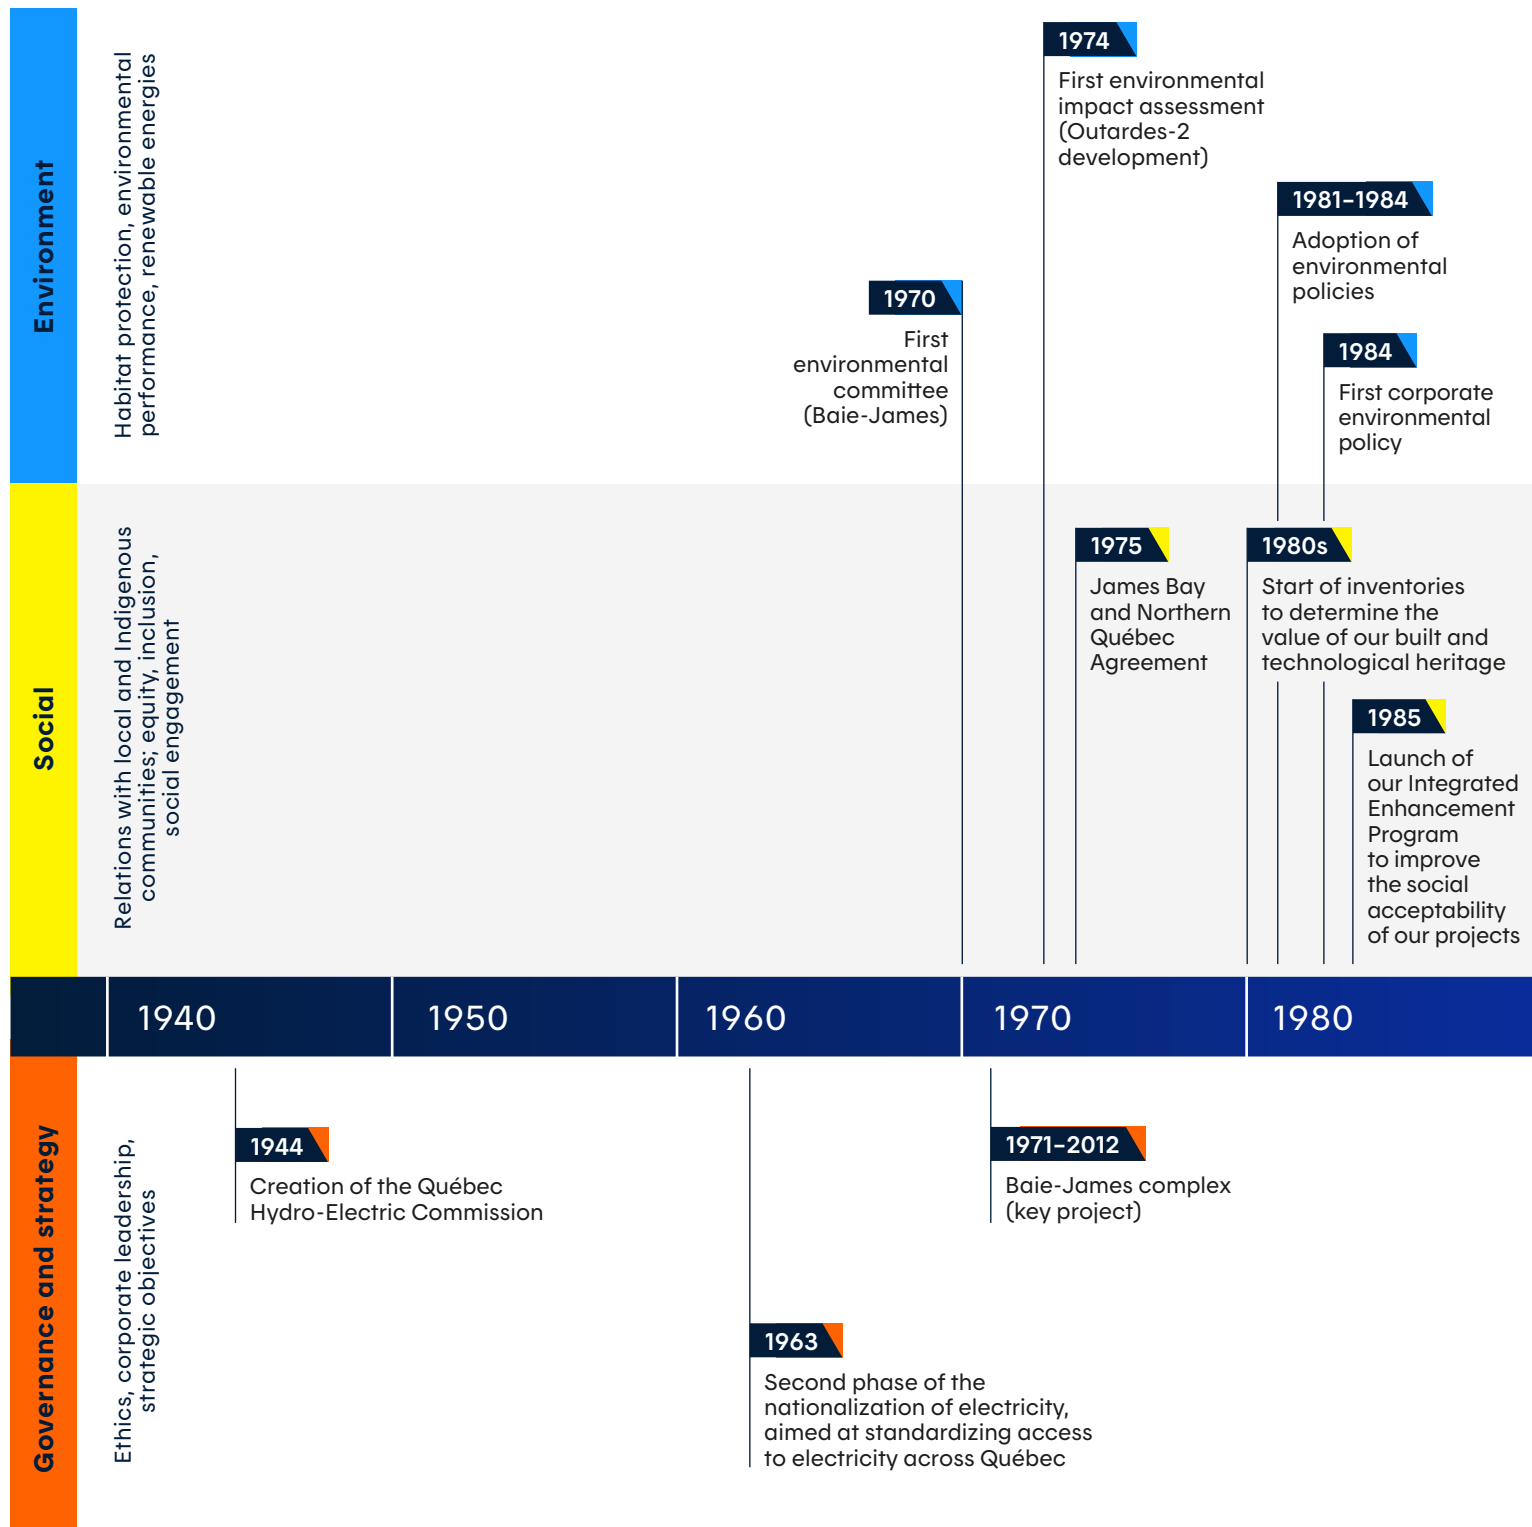 Environment
Habitat protection, environmental
performance, renewable energies
1974
First environmental
impact assessment
(Outardes-2
development)
1981–1984
Adoption of
environmental
policies
1970
First
environmental
committee
(Baie-James)
1984
First corporate
environmental
policy
Social
Relations with local and Indigenous
communities; equity, inclusion,
social engagement
1975
James Bay
and Northern
Québec
Agreement
1980s
Start of inventories
to determine the
value of our built and
technological heritage
1985
Launch of
our Integrated
Enhancement
Program
to improve
the social
acceptability
of our projects
1940
1950
1960
1970
1980
Governance and strategy
Ethics, corporate leadership,
strategic objectives
1944
Creation of the Québec
Hydro-Electric Commission
1971–2012
Baie-James complex
(key project)
1963
Second phase of the
nationalization of electricity,
aimed at standardizing access
to electricity across Québec